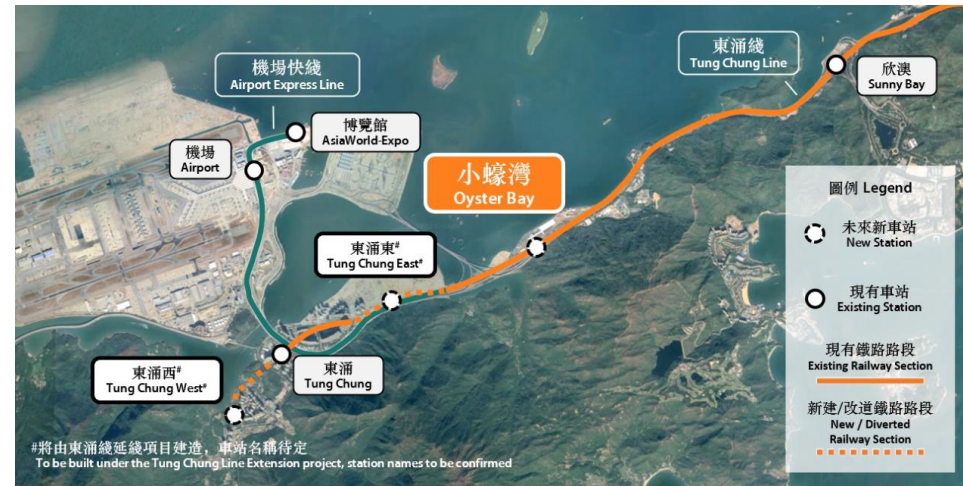 機場快綫
Airport Express Line
東涌綫
Tung Chung Line
欣澳
Sunny Bay
博覽館
AsiaWorld-Expo
機場
Airport
小蠔灣
Oyster Bay
東涌東#
Tung Chung East#
東涌西#
Tung Chung West#
東涌
Tung Chung
圖例 Legend
未來新車站
New Station
現有車站
Existing Station
現有鐵路路段
Existing Railway Section
新建/改道鐵路路段
New / Diverted
Railway Section
#將由東涌綫延綫項目建造，車站名稱待定
To be built under the Tung Chung Line Extension project, station names to be confirmed